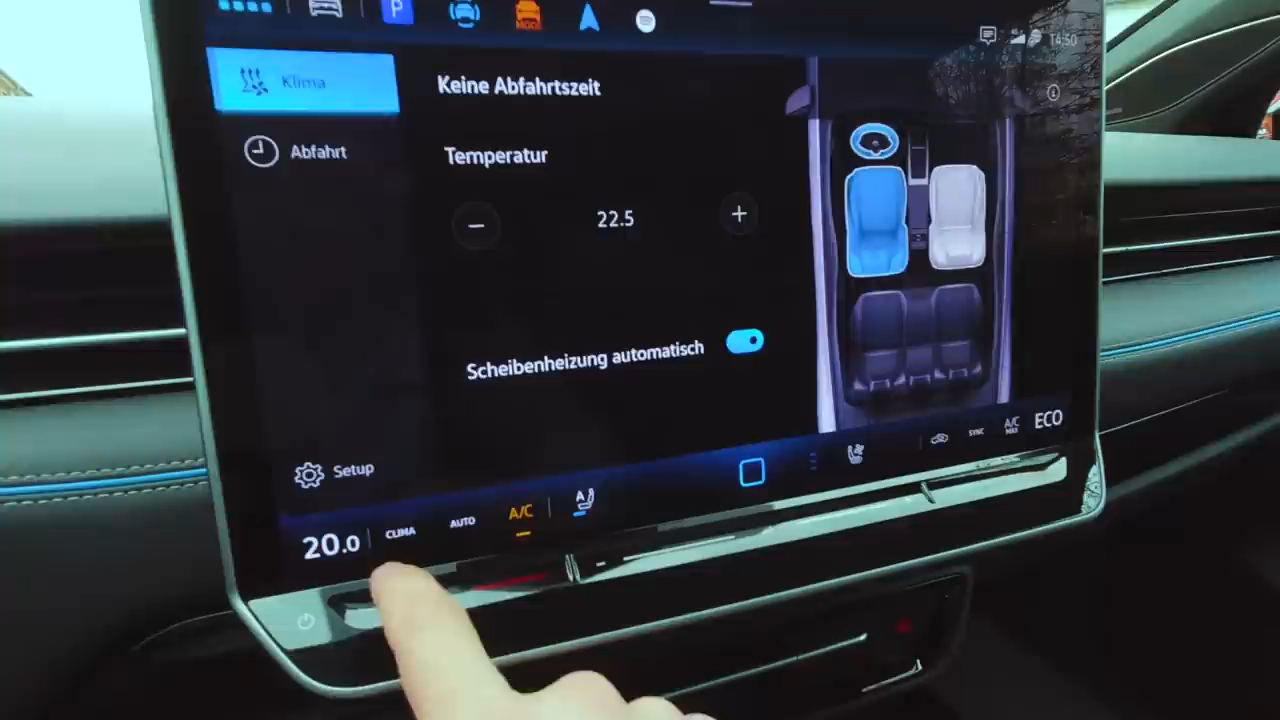 P
14:50
Klima
Keine Abfahrtszeit
Abfahrt
Temperatur
− 22.5 +
Scheibenheizung automatisch
Setup
20.0 CLIMA AUTO A/C A
SYNC A/C MAX ECO